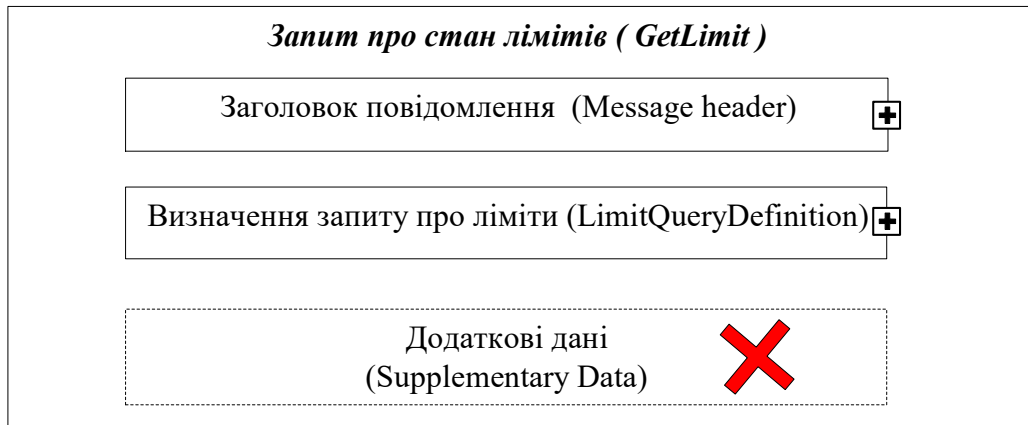 Запит про стан лімітів ( GetLimit )
Заголовок повідомлення (Message header)
Визначення запиту про ліміти (LimitQueryDefinition)
Додаткові дані
(Supplementary Data)